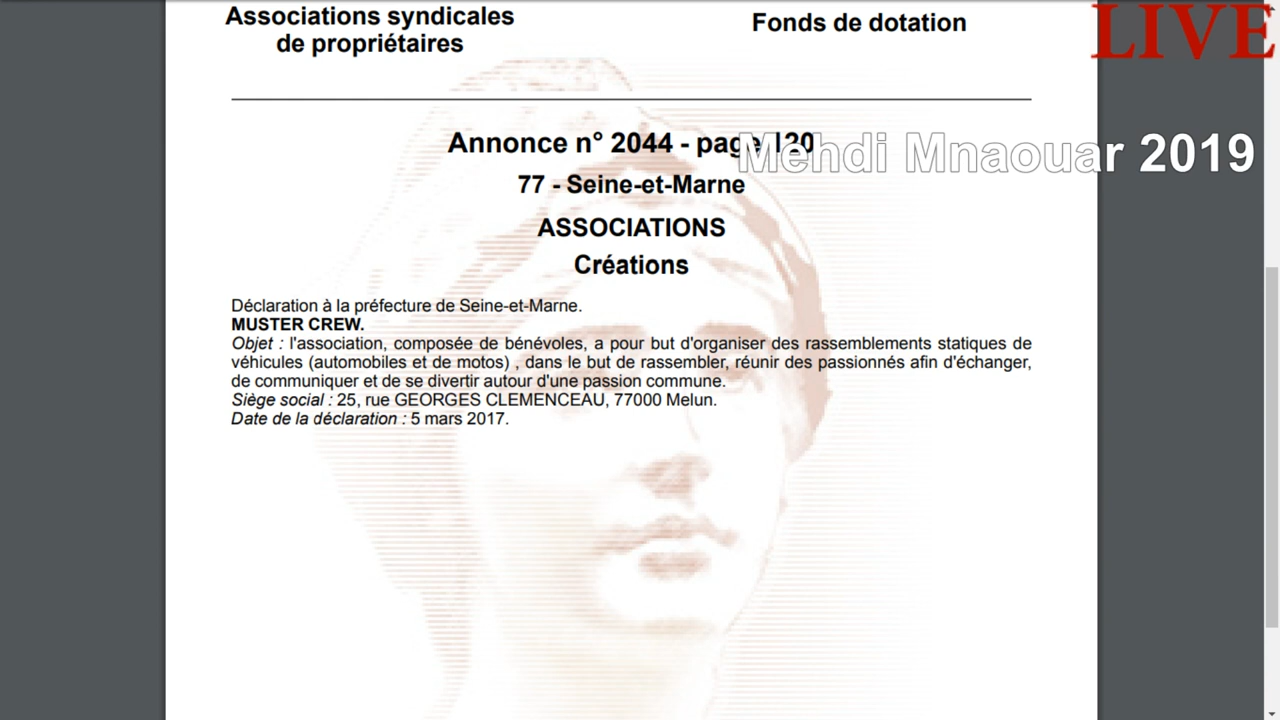 Associations syndicales
de propriétaires
Fonds de dotation
LIVE
Annonce n° 2044 - page 120
Mehdi Mnaouar 2019
77 - Seine-et-Marne
ASSOCIATIONS
Créations
Déclaration à la préfecture de Seine-et-Marne.
MUSTER CREW.
Objet : l'association, composée de bénévoles, a pour but d'organiser des rassemblements statiques de
véhicules (automobiles et de motos) , dans le but de rassembler, réunir des passionnés afin d'échanger,
de communiquer et de se divertir autour d'une passion commune.
Siège social : 25, rue GEORGES CLEMENCEAU, 77000 Melun.
Date de la déclaration : 5 mars 2017.